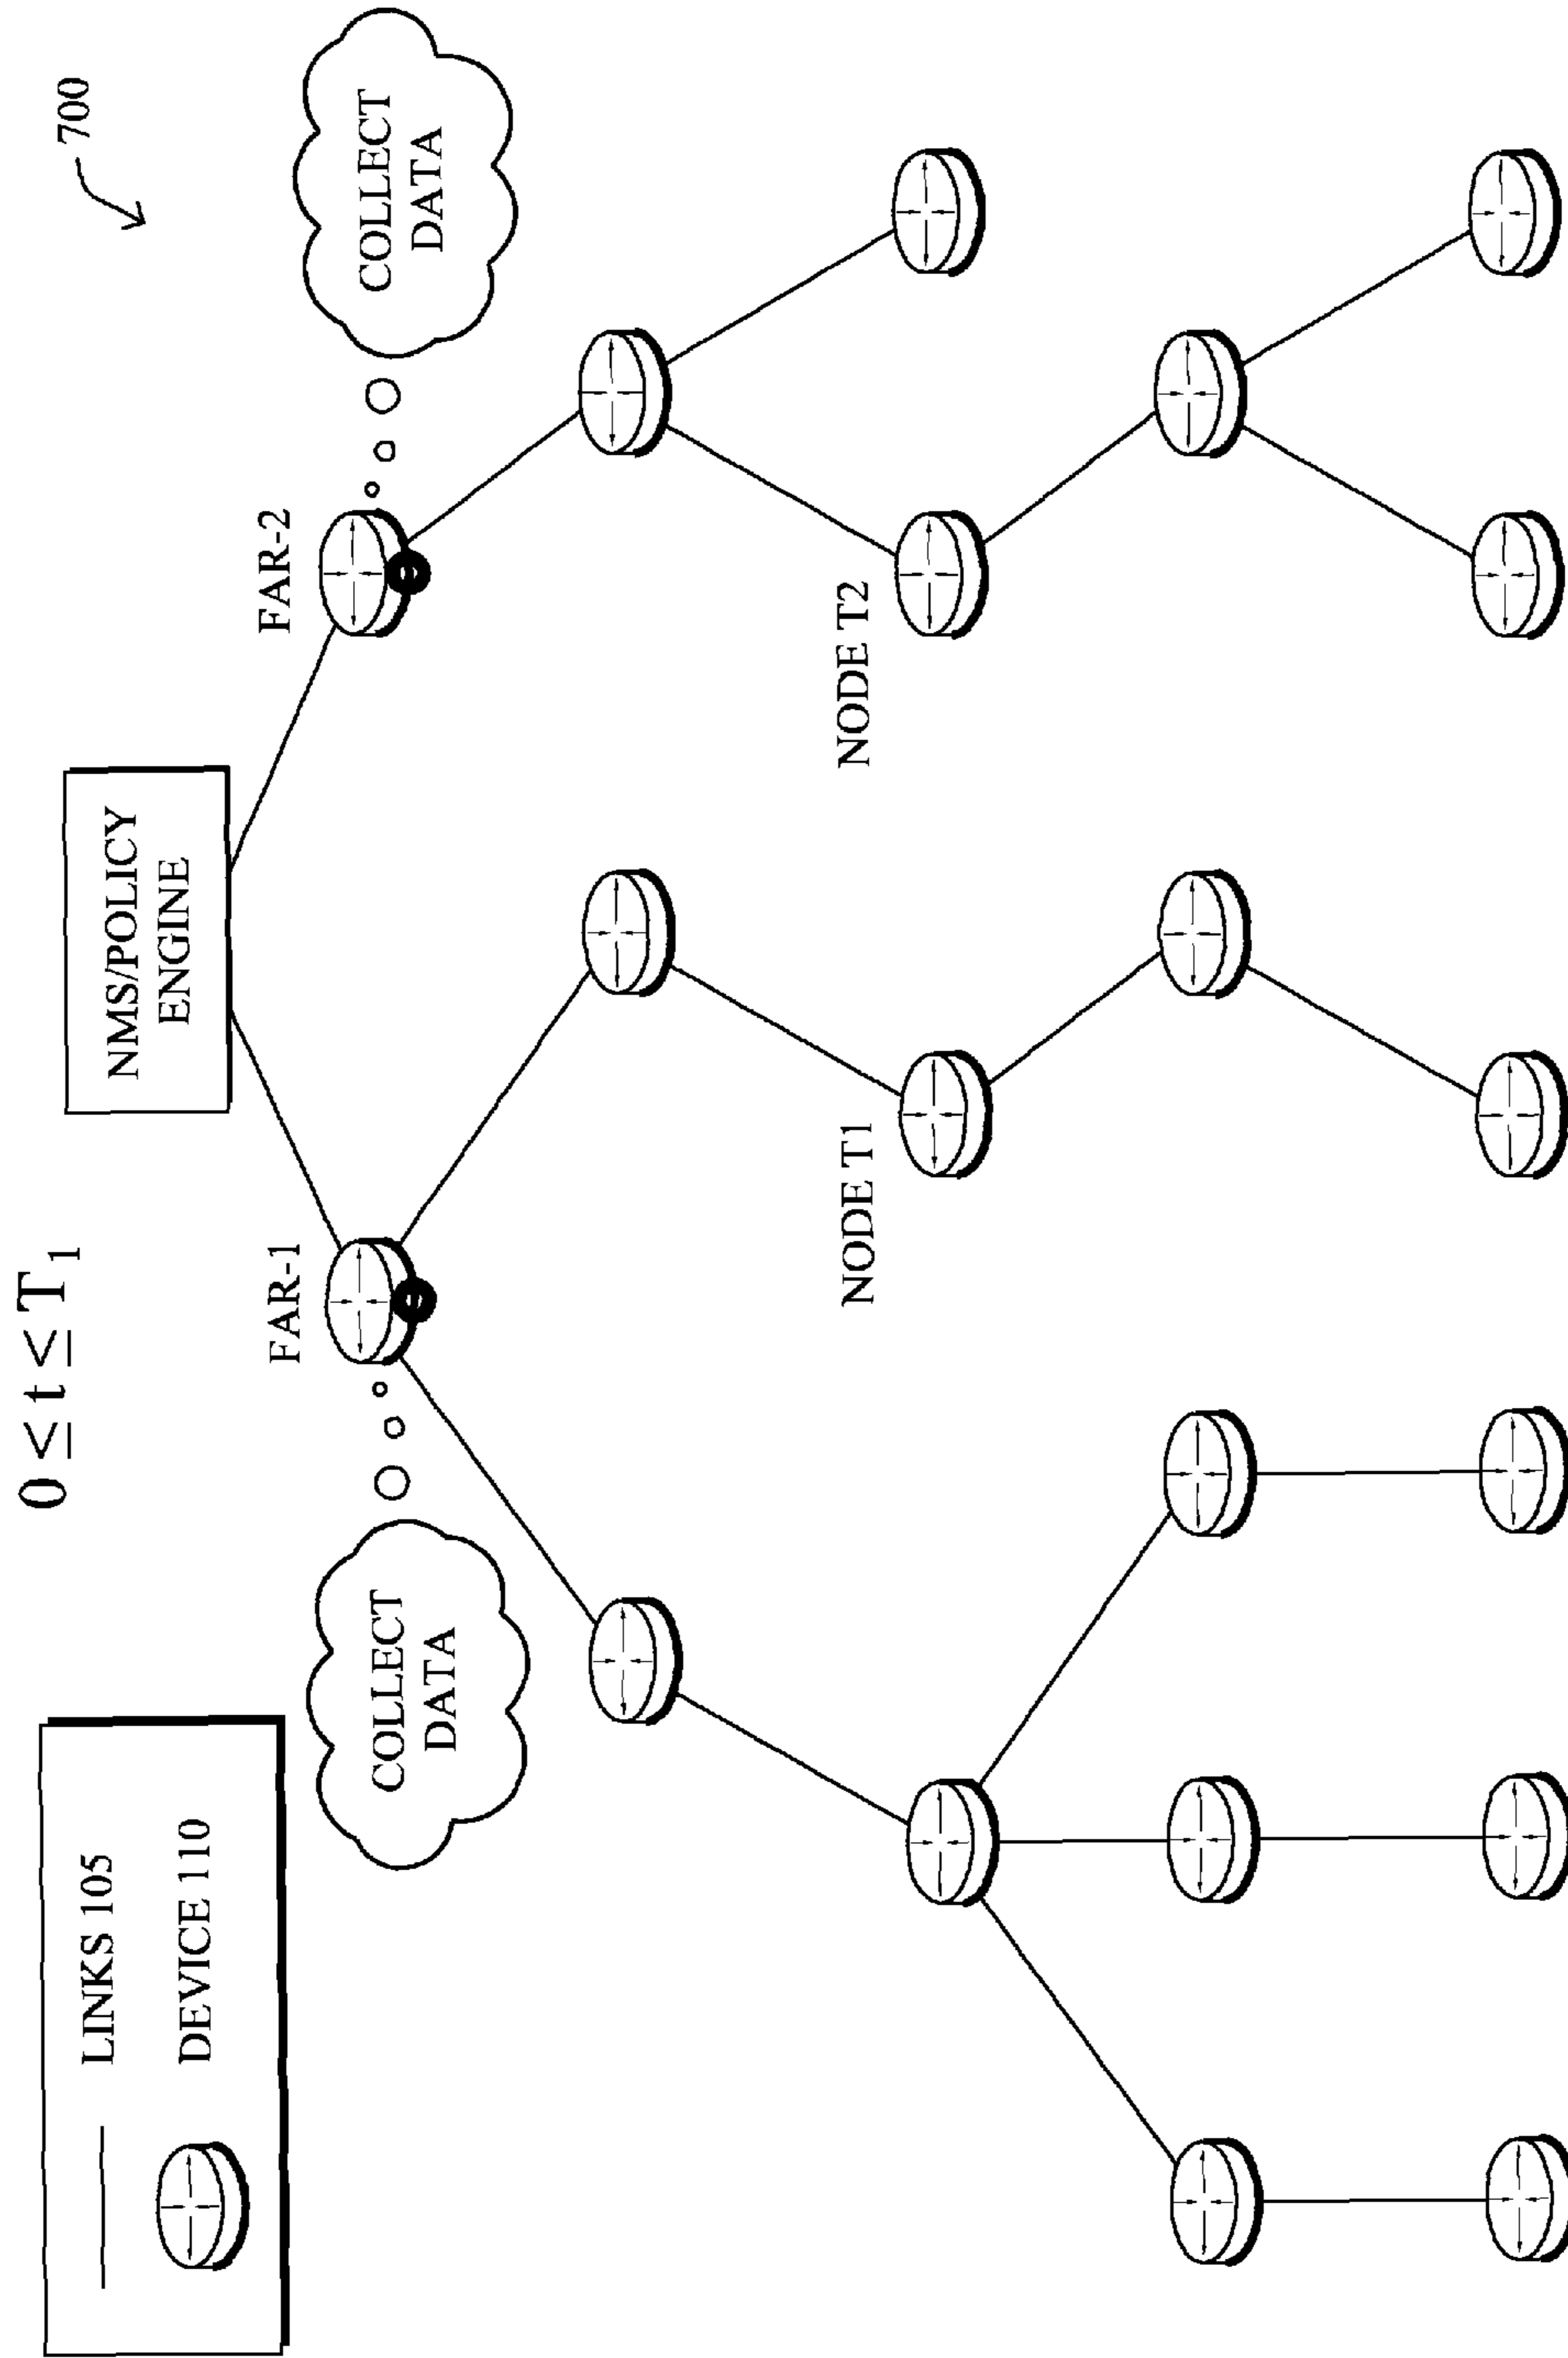 0 ≤ t ≤ T₁
700
LINKS 105
DEVICE 110
NMS/POLICY
ENGINE
FAR-1
FAR-2
COLLECT
DATA
COLLECT
DATA
NODE T1
NODE T2